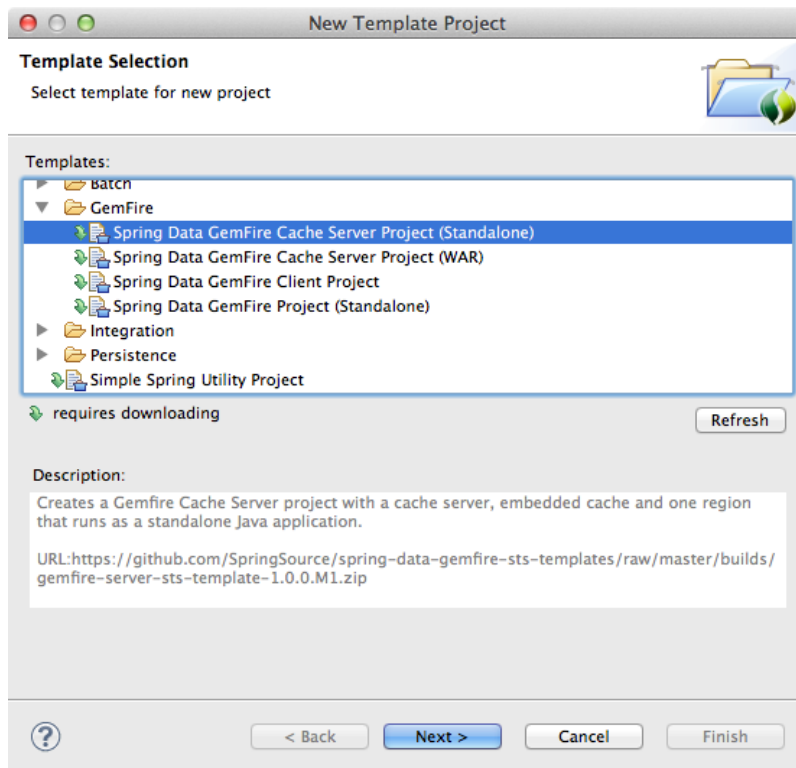 New Template Project
Template Selection
Select template for new project
Templates:
Batch
GemFire
Spring Data GemFire Cache Server Project (Standalone)
Spring Data GemFire Cache Server Project (WAR)
Spring Data GemFire Client Project
Spring Data GemFire Project (Standalone)
Integration
Persistence
Simple Spring Utility Project
requires downloading
Refresh
Description:
Creates a Gemfire Cache Server project with a cache server, embedded cache and one region
that runs as a standalone Java application.
URL:https://github.com/SpringSource/spring-data-gemfire-sts-templates/raw/master/builds/
gemfire-server-sts-template-1.0.0.M1.zip
? < Back Next > Cancel Finish